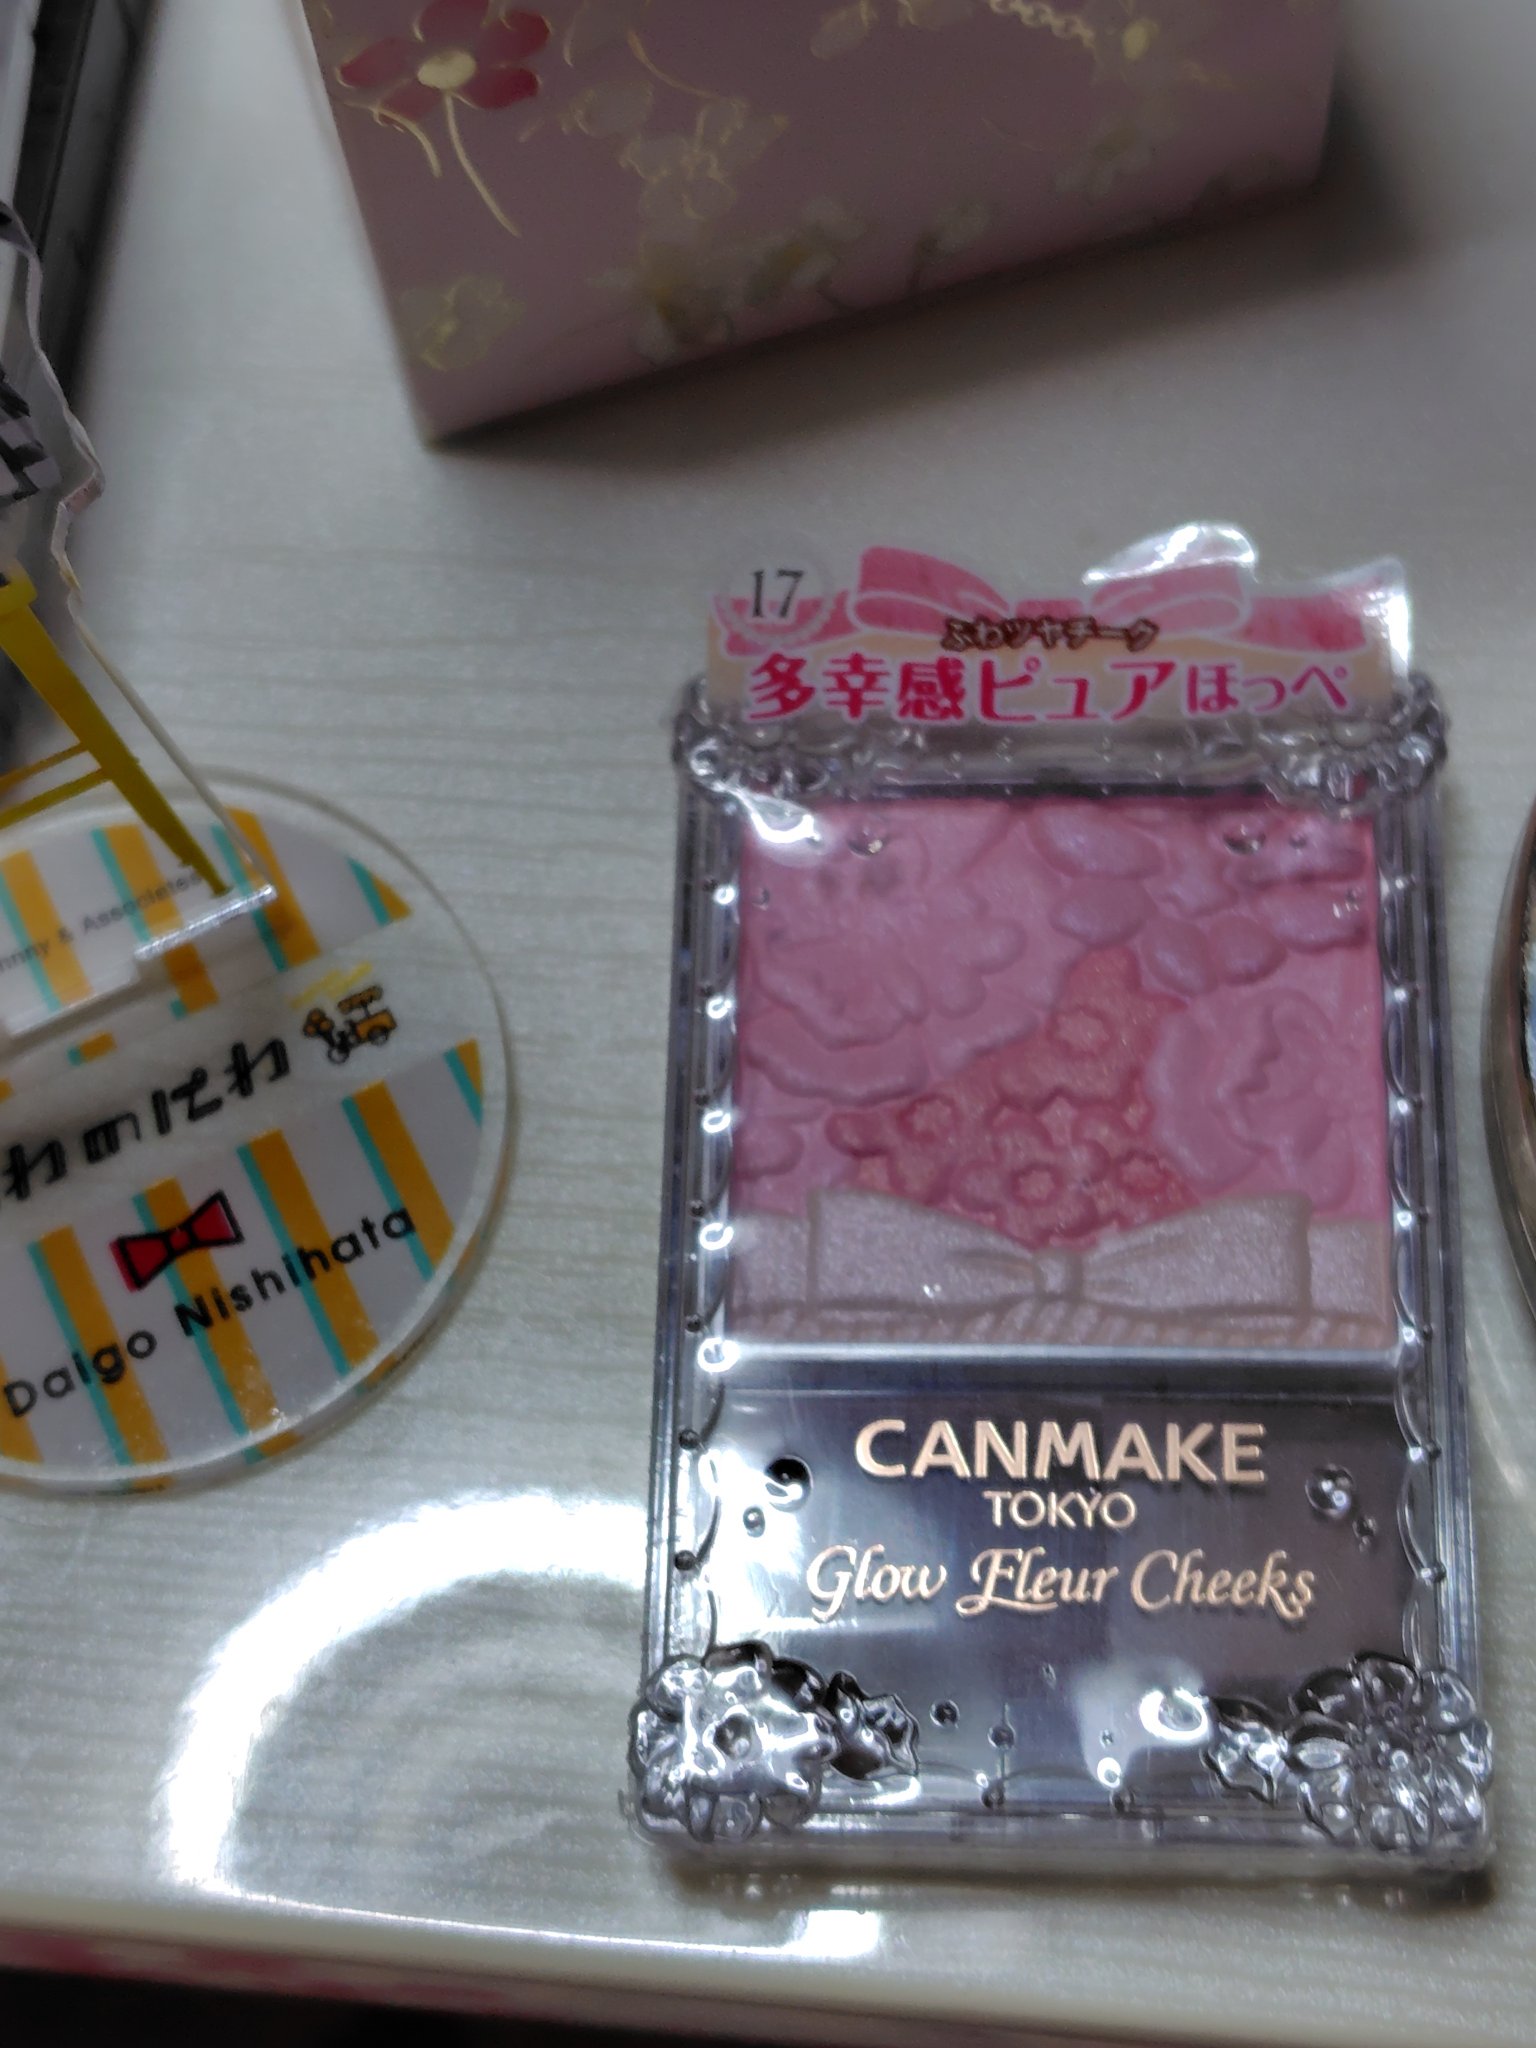 17
ふわツヤチーク
多幸感ピュアほっぺ
CANMAKE
TOKYO
Glow Fleur Cheeks
& Associates
Daigo Nishihata